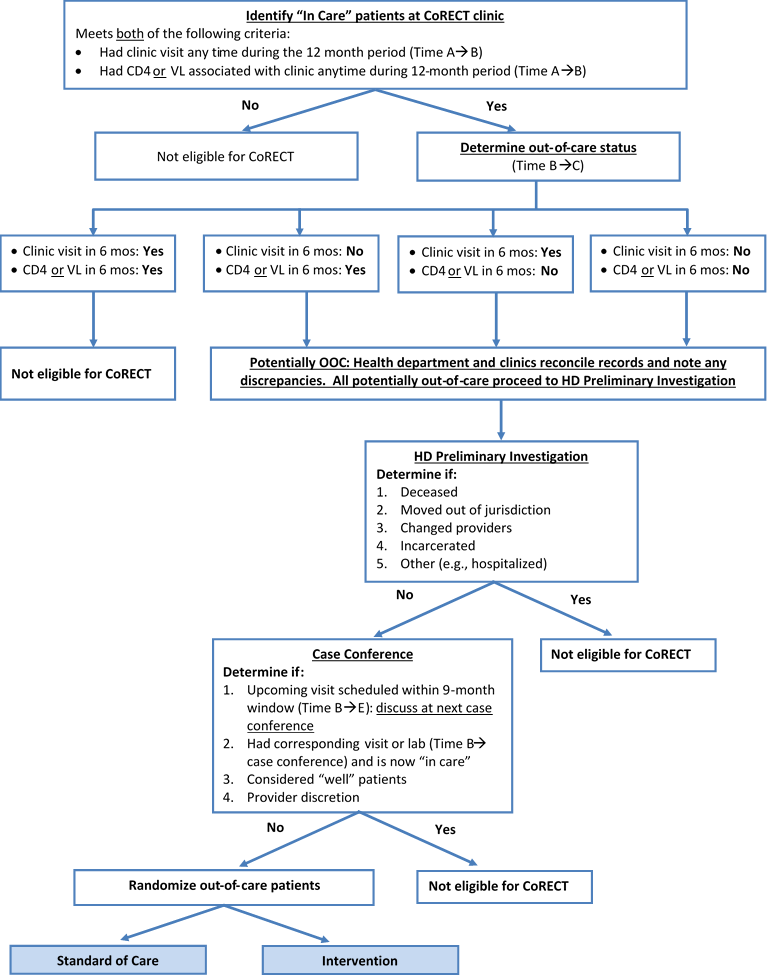 Identify “In Care” patients at CoRECT clinic
Meets both of the following criteria:
• Had clinic visit any time during the 12 month period (Time A→B)
• Had CD4 or VL associated with clinic anytime during 12-month period (Time A→B)
No
Yes
Not eligible for CoRECT
Determine out-of-care status
(Time B→C)
• Clinic visit in 6 mos: Yes
• CD4 or VL in 6 mos: Yes
• Clinic visit in 6 mos: No
• CD4 or VL in 6 mos: Yes
• Clinic visit in 6 mos: Yes
• CD4 or VL in 6 mos: No
• Clinic visit in 6 mos: No
• CD4 or VL in 6 mos: No
Not eligible for CoRECT
Potentially OOC: Health department and clinics reconcile records and note any
discrepancies. All potentially out-of-care proceed to HD Preliminary Investigation
HD Preliminary Investigation
Determine if:
1. Deceased
2. Moved out of jurisdiction
3. Changed providers
4. Incarcerated
5. Other (e.g., hospitalized)
No
Yes
Not eligible for CoRECT
Case Conference
Determine if:
1. Upcoming visit scheduled within 9-month
window (Time B→E): discuss at next case
conference
2. Had corresponding visit or lab (Time B→
case conference) and is now “in care”
3. Considered “well” patients
4. Provider discretion
No
Yes
Randomize out-of-care patients
Not eligible for CoRECT
Standard of Care
Intervention